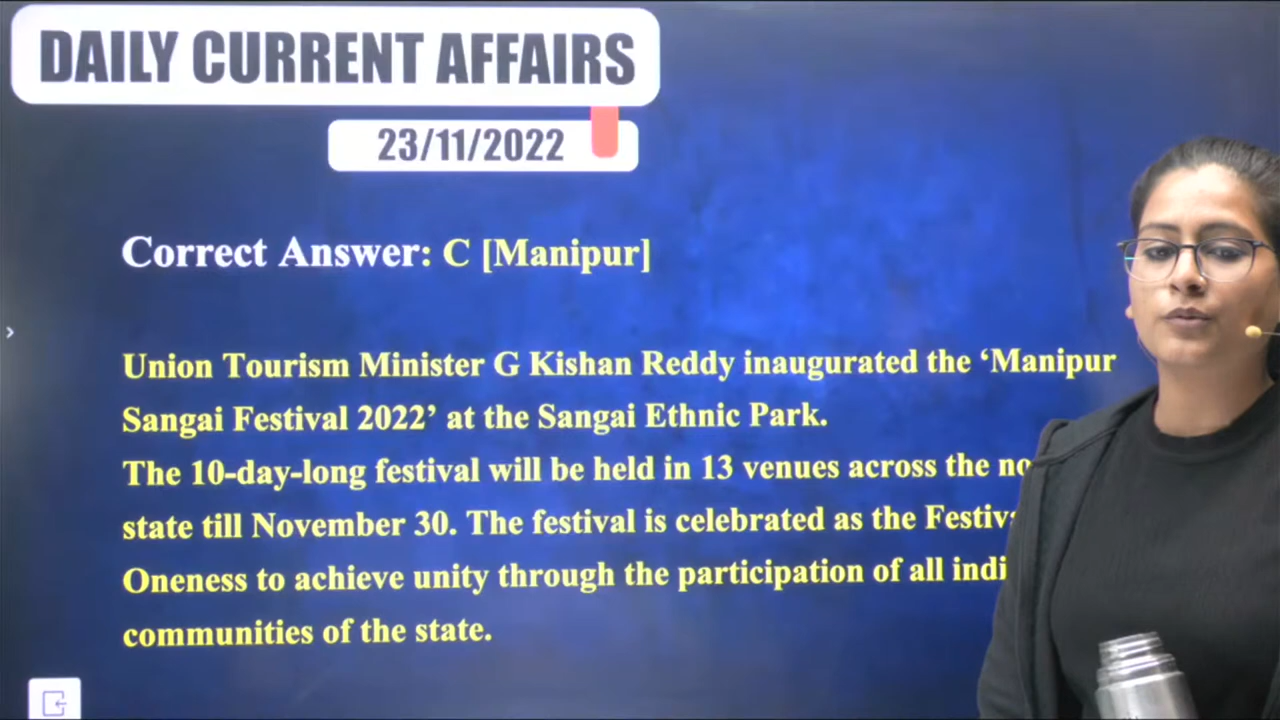 DAILY CURRENT AFFAIRS
23/11/2022
Correct Answer: C [Manipur]
Union Tourism Minister G Kishan Reddy inaugurated the ‘Manipur
Sangai Festival 2022’ at the Sangai Ethnic Park.
The 10-day-long festival will be held in 13 venues across the
state till November 30. The festival is celebrated as the
Oneness to achieve unity through the participation of all
communities of the state.